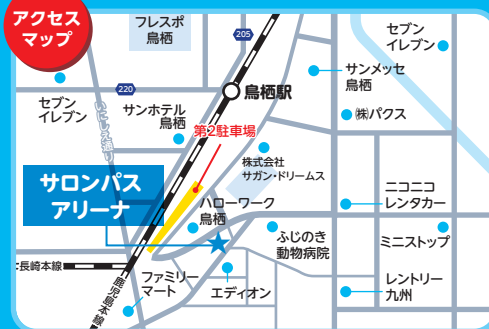 アクセス
マップ
フレスポ
鳥栖
205
セブン
イレブン
サンメッセ
鳥栖
鳥栖駅
220
セブン
イレブン
いにしえ通り
サンホテル
鳥栖
㈱パクス
第2駐車場
株式会社
サガン・ドリームス
サロンパス
アリーナ
ハローワーク
鳥栖
ニコニコ
レンタカー
ふじのき
動物病院
ミニストップ
長崎本線
鹿児島本線
ファミリー
マート
エディオン
レントリー
九州